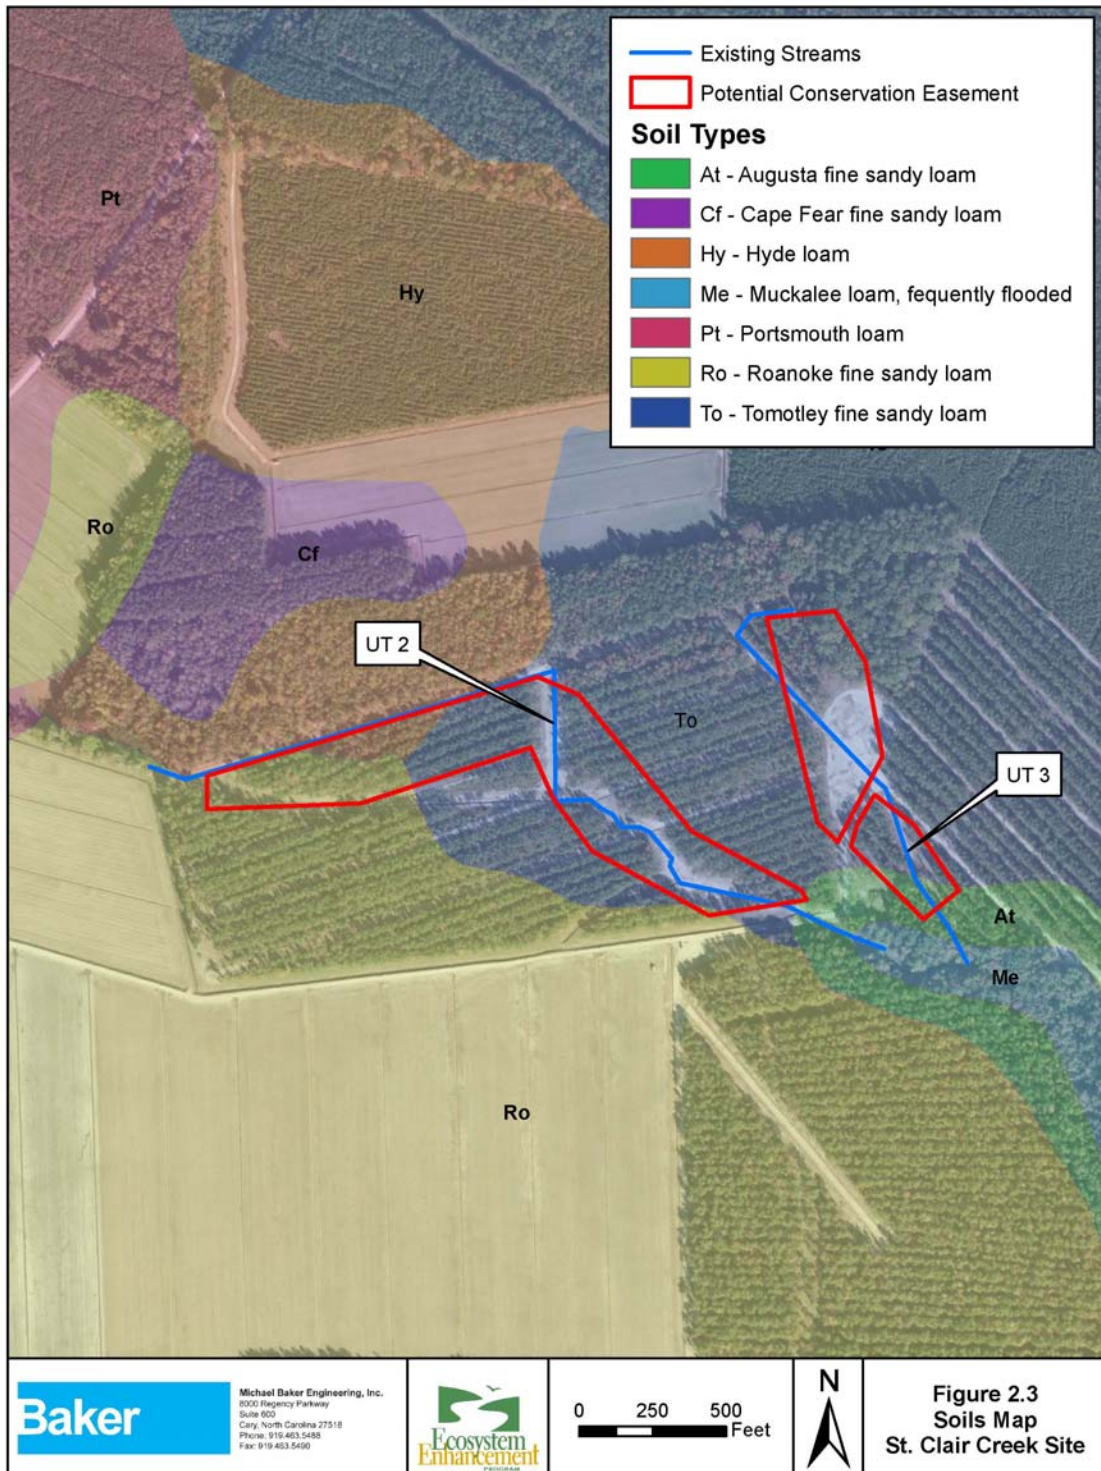 Existing Streams
Potential Conservation Easement
Soil Types
At - Augusta fine sandy loam
Cf - Cape Fear fine sandy loam
Hy - Hyde loam
Me - Muckalee loam, fequently flooded
Pt - Portsmouth loam
Ro - Roanoke fine sandy loam
To - Tomotley fine sandy loam
Pt
Hy
Ro
Cf
UT 2
To
UT 3
At
Me
Ro
Baker
Michael Baker Engineering, Inc.
8000 Regency Parkway
Suite 600
Cary, North Carolina 27518
Phone: 919.463.5488
Fax: 919.463.5490
Ecosystem
Enhancement
PROGRAM
0 250 500
Feet
N
Figure 2.3
Soils Map
St. Clair Creek Site